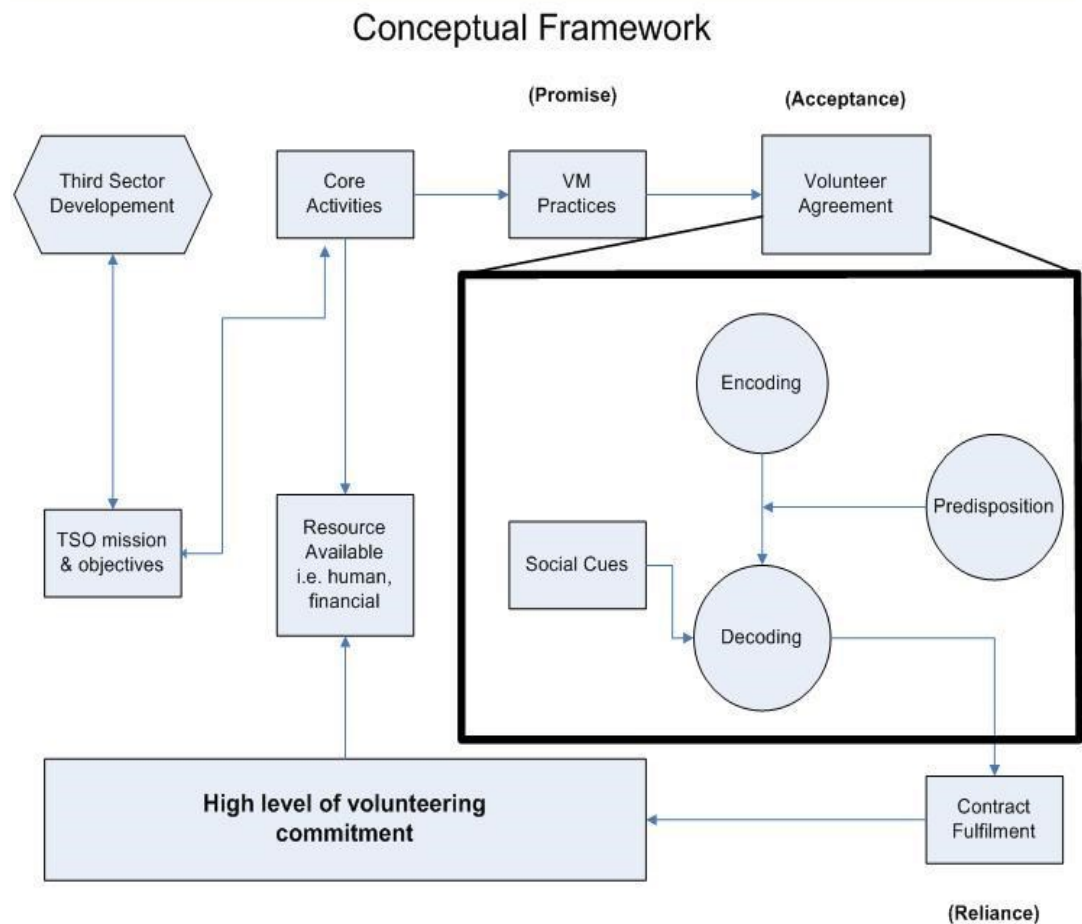 Conceptual Framework
(Promise)
(Acceptance)
Third Sector
Developement
Core
Activities
VM
Practices
Volunteer
Agreement
Encoding
Predisposition
TSO mission
& objectives
Resource
Available
i.e. human,
financial
Social Cues
Decoding
High level of volunteering
commitment
Contract
Fulfilment
(Reliance)